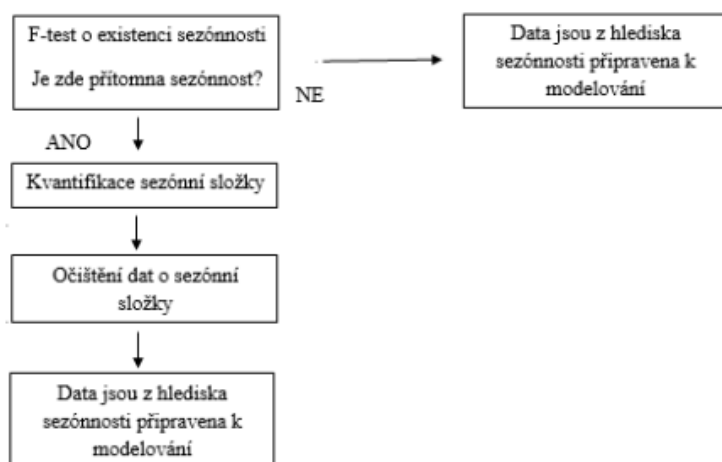 F-test o existenci sezónnosti
Je zde přítomna sezónnost?
NE
Data jsou z hlediska
sezónnosti připravena k
modelování
ANO
Kvantifikace sezónní složky
Očištění dat o sezónní
složky
Data jsou z hlediska
sezónnosti připravena k
modelování